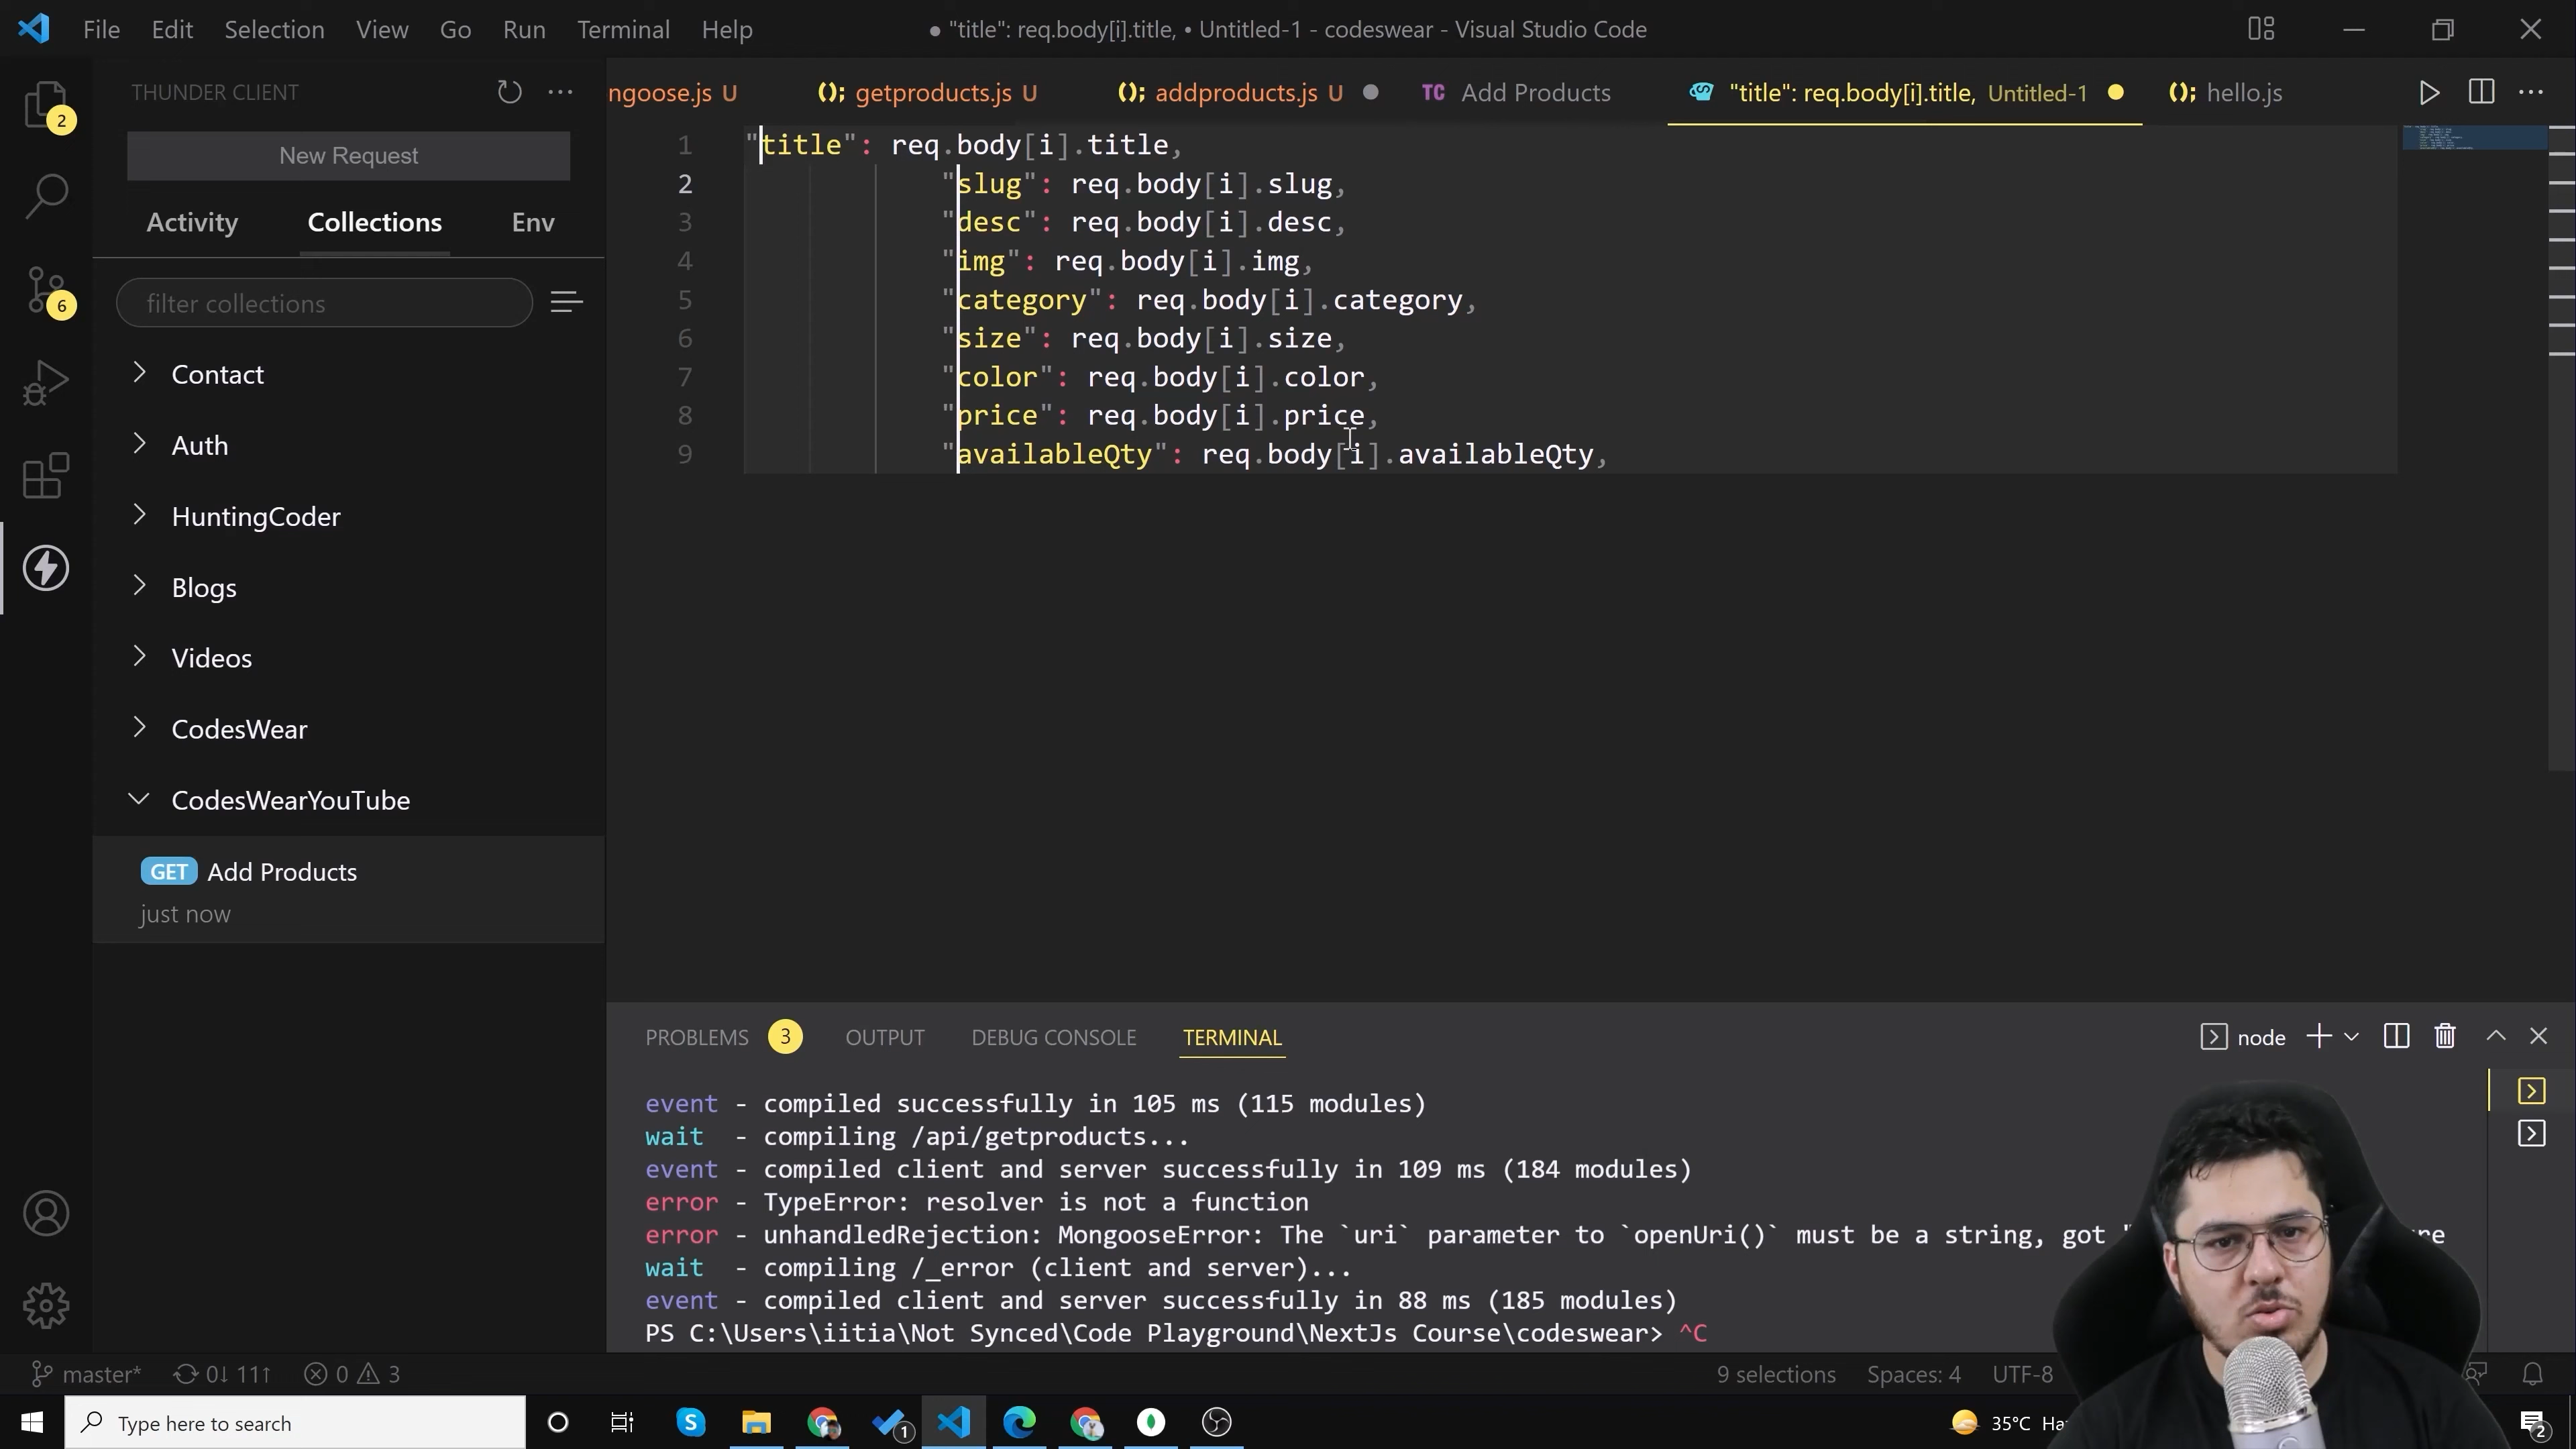 File Edit Selection View Go Run Terminal Help
● "title": req.body[i].title, • Untitled-1 - codeswear - Visual Studio Code
THUNDER CLIENT
ngoose.js U
getproducts.js U
addproducts.js U
TC Add Products
"title": req.body[i].title, Untitled-1
hello.js
2
New Request
Activity Collections Env
filter collections
6
Contact
Auth
HuntingCoder
Blogs
Videos
CodesWear
CodesWearYouTube
GET Add Products
just now
1 "title": req.body[i].title,
2 "slug": req.body[i].slug,
3 "desc": req.body[i].desc,
4 "img": req.body[i].img,
5 "category": req.body[i].category,
6 "size": req.body[i].size,
7 "color": req.body[i].color,
8 "price": req.body[i].price,
9 "availableQty": req.body[i].availableQty,
PROBLEMS 3 OUTPUT DEBUG CONSOLE TERMINAL
node
event - compiled successfully in 105 ms (115 modules)
wait - compiling /api/getproducts...
event - compiled client and server successfully in 109 ms (184 modules)
error - TypeError: resolver is not a function
error - unhandledRejection: MongooseError: The `uri` parameter to `openUri()` must be a string, got "
wait - compiling /_error (client and server)...
event - compiled client and server successfully in 88 ms (185 modules)
PS C:\Users\iitia\Not Synced\Code Playground\NextJs Course\codeswear> ^C
master* 0↓ 11↑ 0 3
9 selections Spaces: 4 UTF-8
Type here to search
1
35°C
2